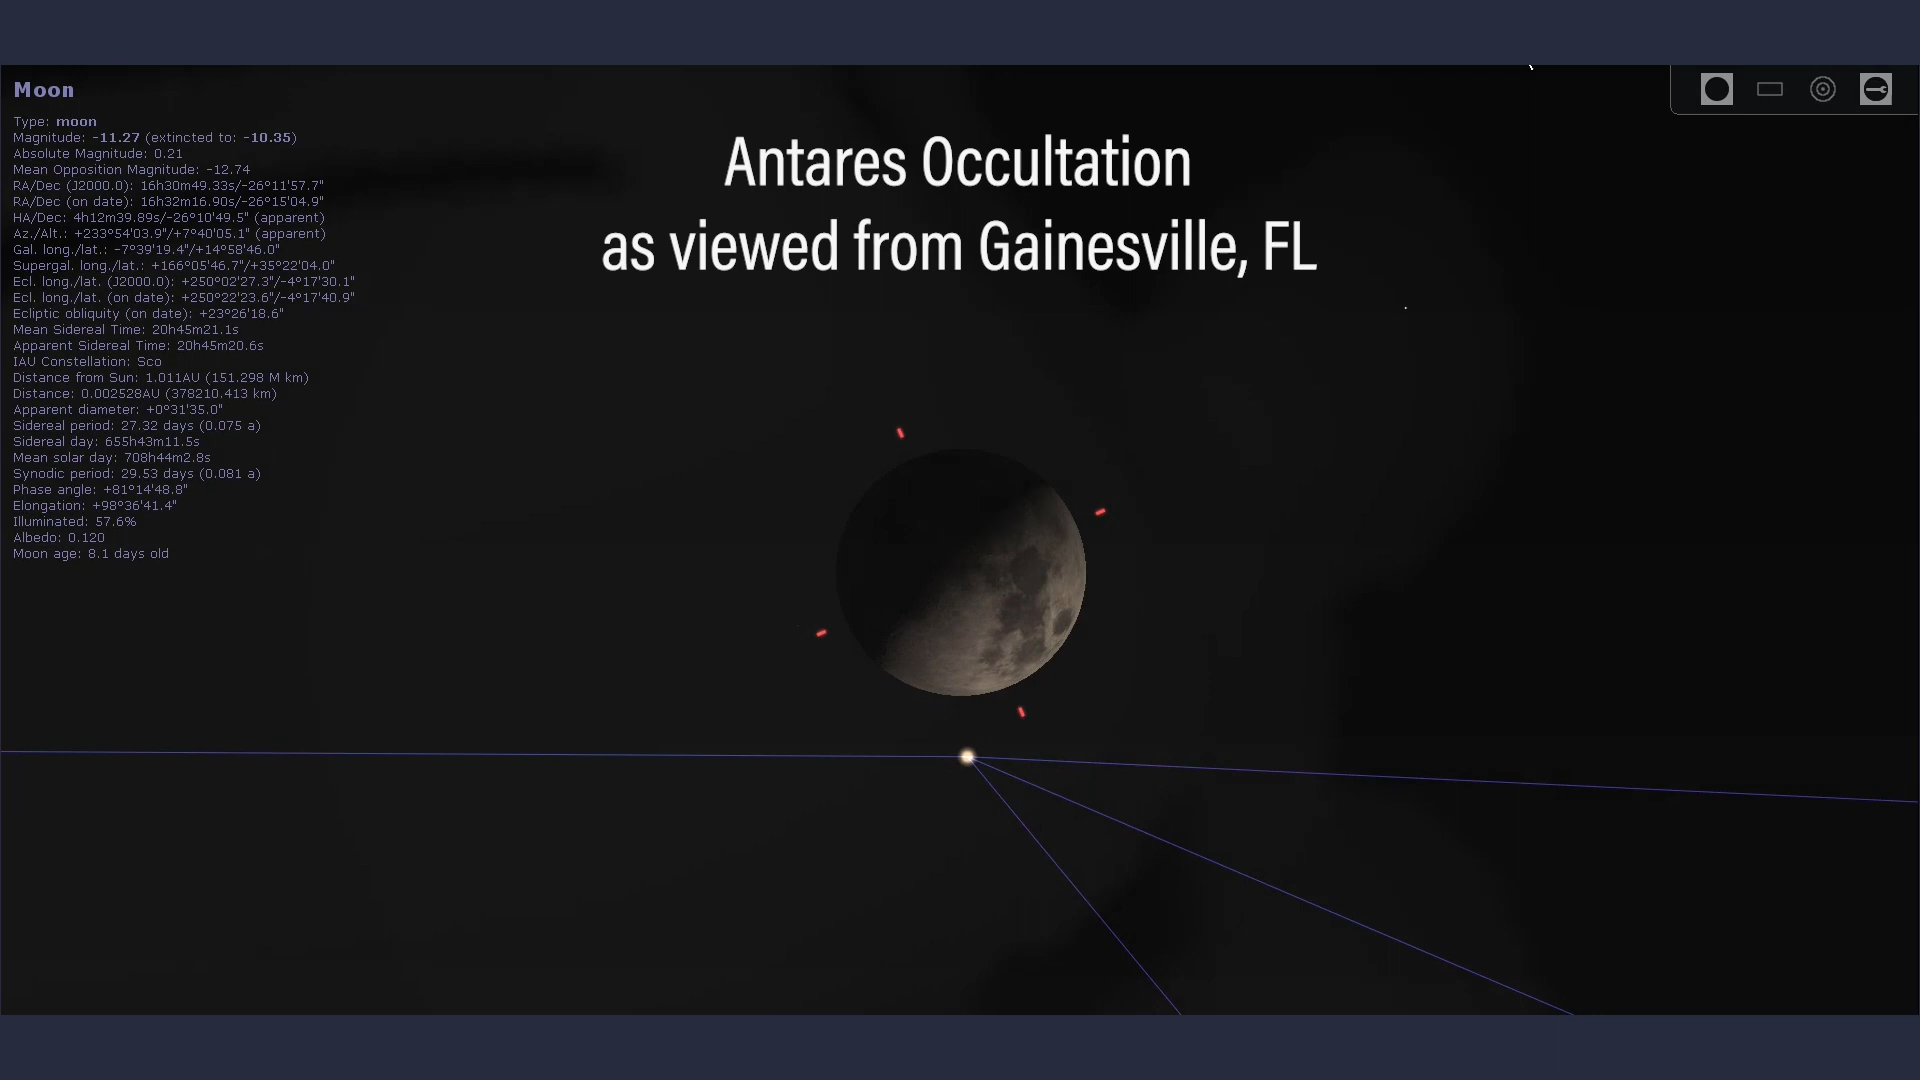 Moon
Type: moon
Magnitude: -11.27 (extincted to: -10.35)
Absolute Magnitude: 0.21
Mean Opposition Magnitude: -12.74
RA/Dec (J2000.0): 16h30m49.33s/-26°11'57.7"
RA/Dec (on date): 16h32m16.90s/-26°15'04.9"
HA/Dec: 4h12m39.89s/-26°10'49.5" (apparent)
Az./Alt.: +233°54'03.9"/+7°40'05.1" (apparent)
Gal. long./lat.: -7°39'19.4"/+14°58'46.0"
Supergal. long./lat.: +166°05'46.7"/+35°22'04.0"
Ecl. long./lat. (J2000.0): +250°02'27.3"/-4°17'30.1"
Ecl. long./lat. (on date): +250°22'23.6"/-4°17'40.9"
Ecliptic obliquity (on date): +23°26'18.6"
Mean Sidereal Time: 20h45m21.1s
Apparent Sidereal Time: 20h45m20.6s
IAU Constellation: Sco
Distance from Sun: 1.011AU (151.298 M km)
Distance: 0.002528AU (378210.413 km)
Apparent diameter: +0°31'35.0"
Sidereal period: 27.32 days (0.075 a)
Sidereal day: 655h43m11.5s
Mean solar day: 708h44m2.8s
Synodic period: 29.53 days (0.081 a)
Phase angle: +81°14'48.8"
Elongation: +98°36'41.4"
Illuminated: 57.6%
Albedo: 0.120
Moon age: 8.1 days old
Antares Occultation
as viewed from Gainesville, FL